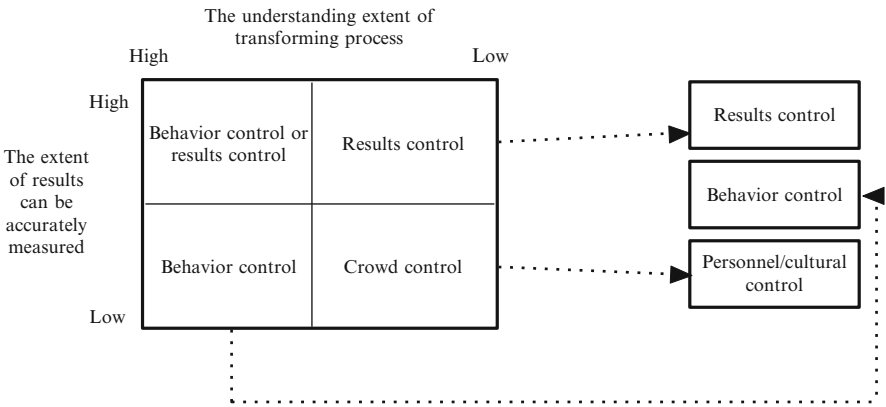 The understanding extent of
transforming process
High
Low
High
The extent
of results
can be
accurately
measured
Low
Behavior control or
results control
Results control
Behavior control
Crowd control
Results control
Behavior control
Personnel/cultural
control